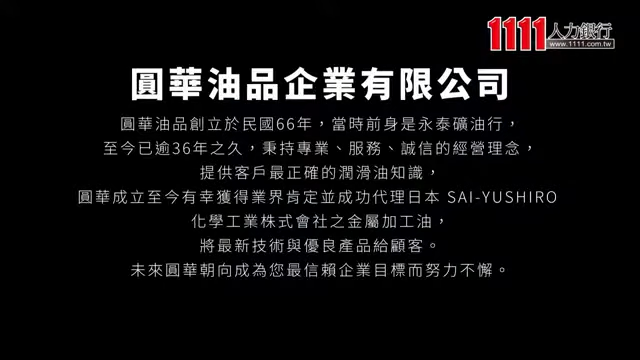 1111人力銀行
www.1111.com.tw
圓華油品企業有限公司
圓華油品創立於民國66年，當時前身是永泰礦油行，
至今已逾36年之久，秉持專業、服務、誠信的經營理念，
提供客戶最正確的潤滑油知識，
圓華成立至今有幸獲得業界肯定並成功代理日本 SAI-YUSHIRO
化學工業株式會社之金屬加工油，
將最新技術與優良產品給顧客。
未來圓華朝向成為您最信賴企業目標而努力不懈。